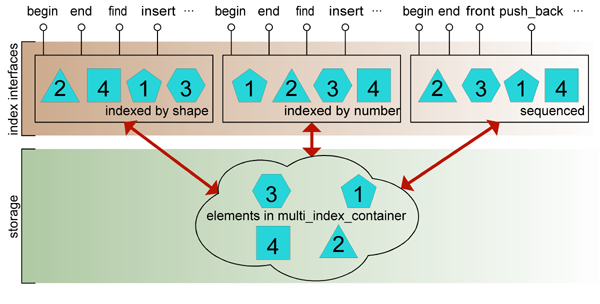 begin end find insert ...
begin end find insert ...
begin end front push_back ...
index interfaces
2 4 1 3
indexed by shape
1 2 3 4
indexed by number
2 3 1 4
sequenced
storage
3 1
elements in multi_index_container
4 2